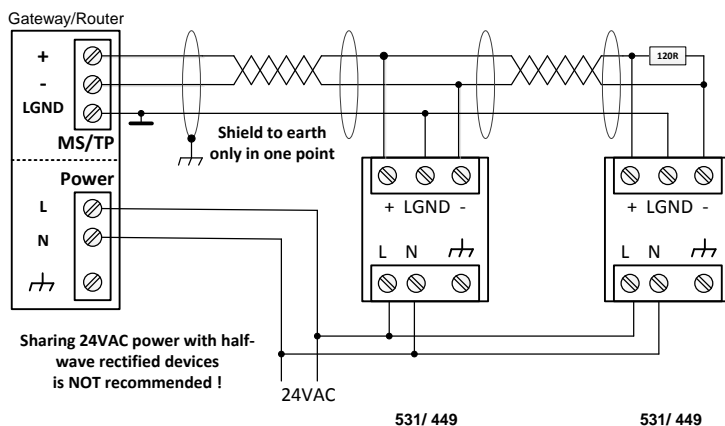 Gateway/Router
+
-
LGND
MS/TP
120R
Shield to earth
only in one point
Power
L
N
+ LGND -
L N
+ LGND -
L N
Sharing 24VAC power with half-
wave rectified devices
is NOT recommended !
24VAC
531/ 449
531/ 449